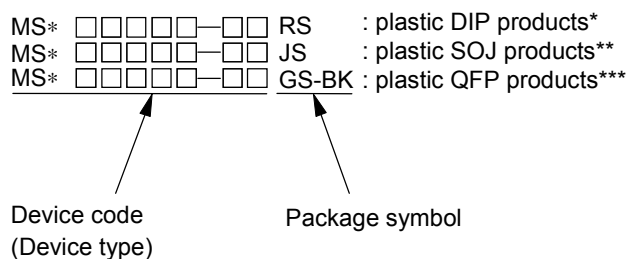 MS* □□□□□—□□ RS : plastic DIP products*
MS* □□□□□—□□ JS : plastic SOJ products**
MS* □□□□□—□□ GS-BK : plastic QFP products***
Device code
(Device type)
Package symbol